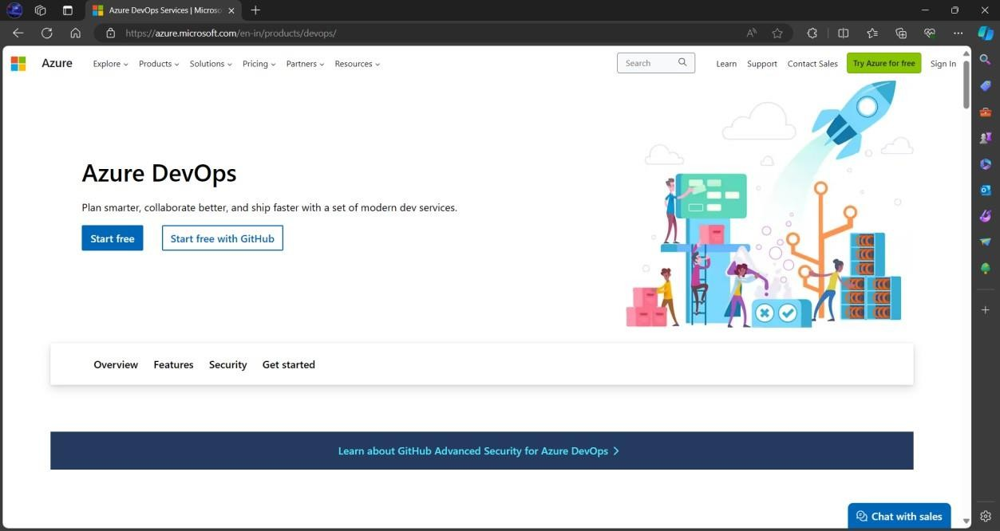 Azure DevOps Services | Microso
https://azure.microsoft.com/en-in/products/devops/
Azure Explore Products Solutions Pricing Partners Resources Search Learn Support Contact Sales Try Azure for free Sign In
Azure DevOps
Plan smarter, collaborate better, and ship faster with a set of modern dev services.
Start free Start free with GitHub
Overview Features Security Get started
Learn about GitHub Advanced Security for Azure DevOps
Chat with sales